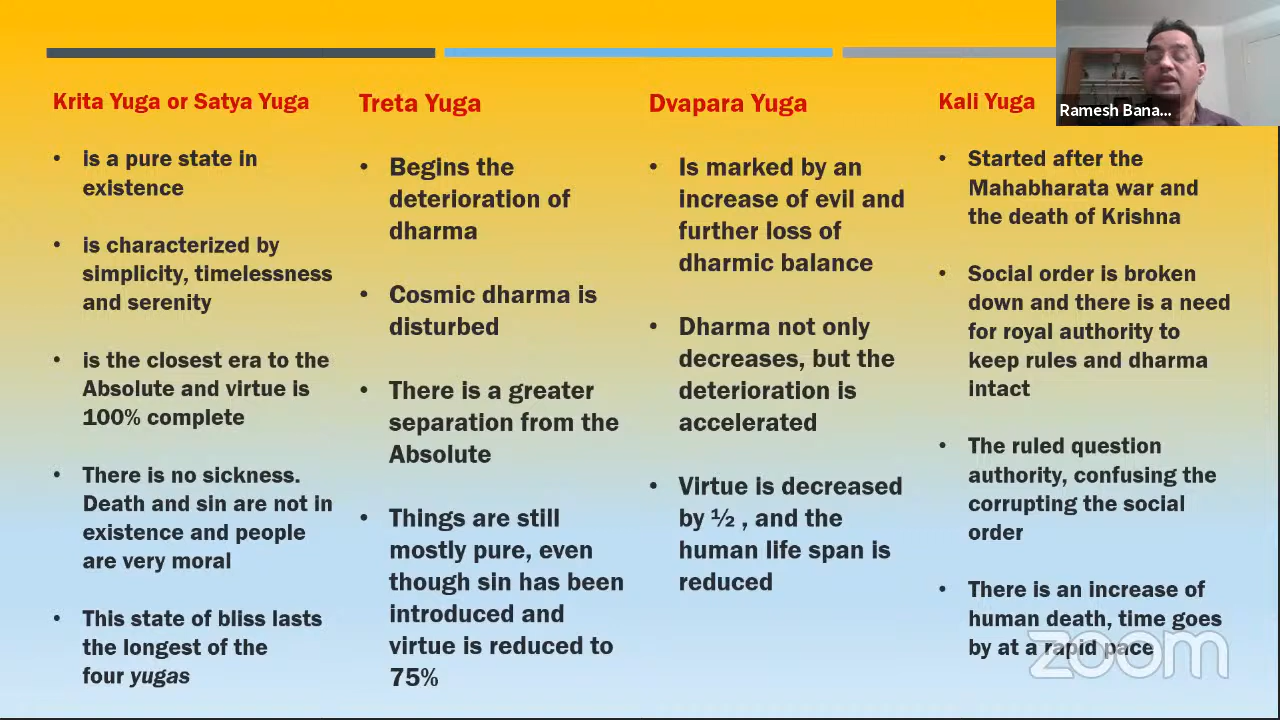 Krita Yuga or Satya Yuga
• is a pure state in
existence
• is characterized by
simplicity, timelessness
and serenity
• is the closest era to the
Absolute and virtue is
100% complete
• There is no sickness.
Death and sin are not in
existence and people
are very moral
• This state of bliss lasts
the longest of the
four yugas
Treta Yuga
• Begins the
deterioration of
dharma
• Cosmic dharma is
disturbed
• There is a greater
separation from the
Absolute
• Things are still
mostly pure, even
though sin has been
introduced and
virtue is reduced to
75%
Dvapara Yuga
• Is marked by an
increase of evil and
further loss of
dharmic balance
• Dharma not only
decreases, but the
deterioration is
accelerated
• Virtue is decreased
by ½ , and the
human life span is
reduced
Kali Yuga
• Started after the
Mahabharata war and
the death of Krishna
• Social order is broken
down and there is a need
for royal authority to
keep rules and dharma
intact
• The ruled question
authority, confusing the
corrupting the social
order
• There is an increase of
human death, time goes
by at a rapid pace
Ramesh Bana...
zoom